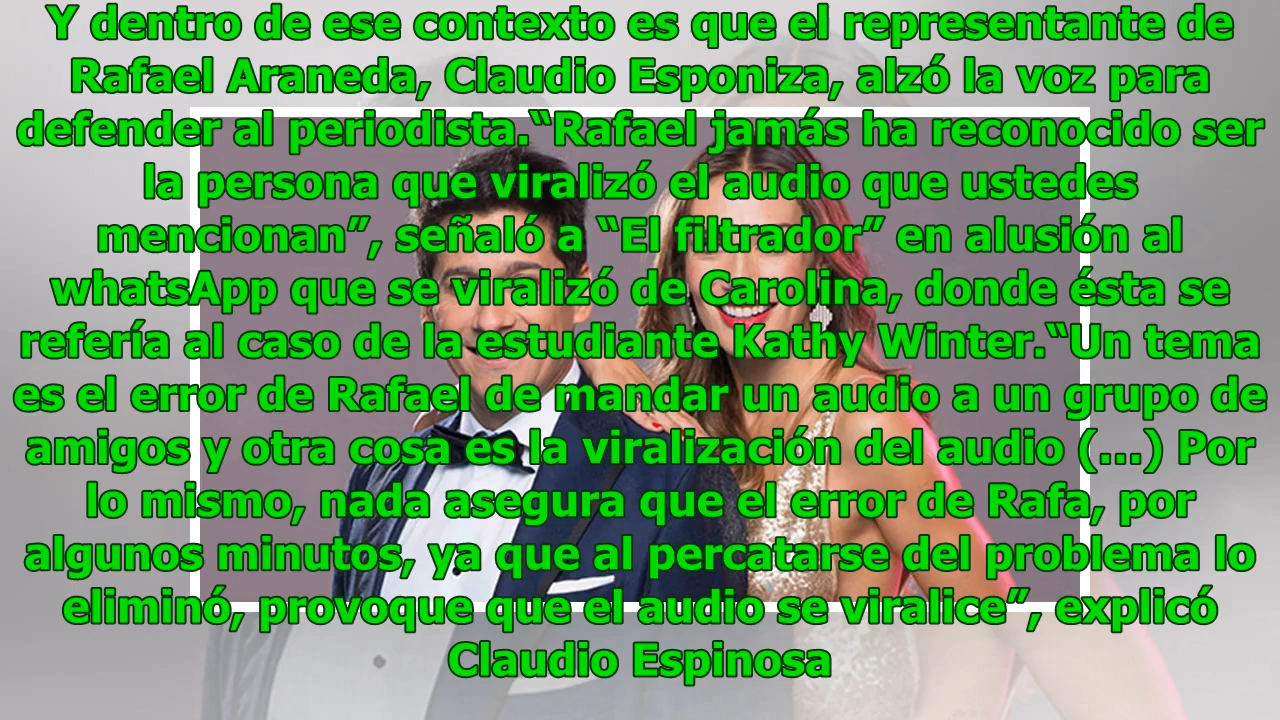 Y dentro de ese contexto es que el representante de
Rafael Araneda, Claudio Esponiza, alzó la voz para
defender al periodista.“Rafael jamás ha reconocido ser
la persona que viralizó el audio que ustedes
mencionan”, señaló a “El filtrador” en alusión al
whatsApp que se viralizó de Carolina, donde ésta se
refería al caso de la estudiante Kathy Winter.“Un tema
es el error de Rafael de mandar un audio a un grupo de
amigos y otra cosa es la viralización del audio (...) Por
lo mismo, nada asegura que el error de Rafa, por
algunos minutos, ya que al percatarse del problema lo
eliminó, provoque que el audio se viralice”, explicó
Claudio Espinosa